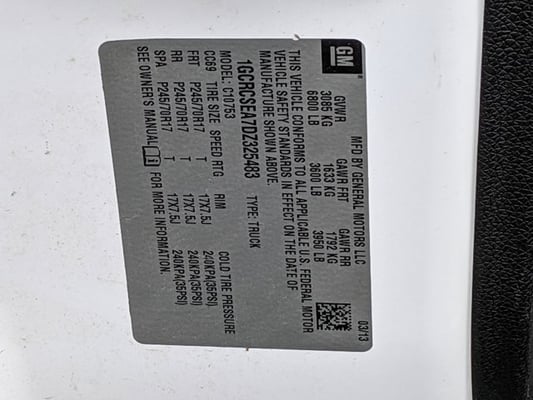 GM
®
MFD BY GENERAL MOTORS LLC
03/13
GVWR GAWR FRT GAWR RR
3085 KG 1633 KG 1792 KG
6800 LB 3600 LB 3950 LB
THIS VEHICLE CONFORMS TO ALL APPLICABLE U.S. FEDERAL MOTOR
VEHICLE SAFETY STANDARDS IN EFFECT ON THE DATE OF
MANUFACTURE SHOWN ABOVE.
1GCRCSEA7DZ325483 TYPE: TRUCK
MODEL: C10753
CC69 TIRE SIZE SPEED RTG RIM COLD TIRE PRESSURE
FRT P245/70R17 T 17X7.5J 240KPA(35PSI)
RR P245/70R17 T 17X7.5J 240KPA(35PSI)
SPA P245/70R17 T 17X7.5J 240KPA(35PSI)
SEE OWNER'S MANUAL FOR MORE INFORMATION.